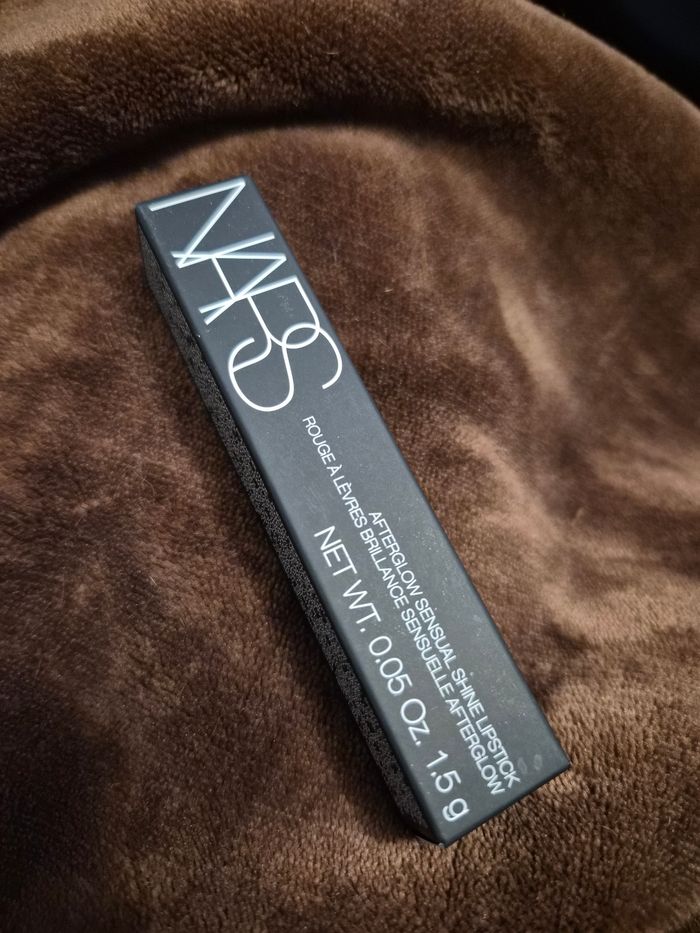 NARS
AFTERGLOW SENSUAL SHINE LIPSTICK
ROUGE À LÈVRES BRILLANCE SENSUELLE AFTERGLOW
NET WT. 0.05 Oz. 1.5 g